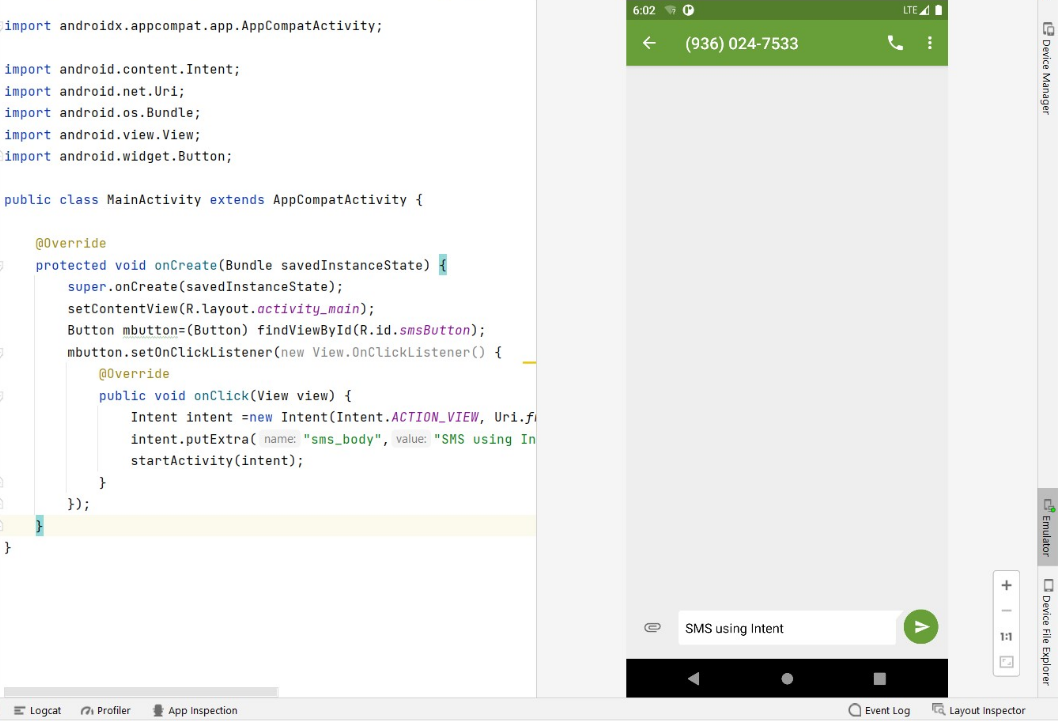 import androidx.appcompat.app.AppCompatActivity;
import android.content.Intent;
import android.net.Uri;
import android.os.Bundle;
import android.view.View;
import android.widget.Button;
public class MainActivity extends AppCompatActivity {
@Override
protected void onCreate(Bundle savedInstanceState) {
super.onCreate(savedInstanceState);
setContentView(R.layout.activity_main);
Button mbutton=(Button) findViewById(R.id.smsButton);
mbutton.setOnClickListener(new View.OnClickListener() {
@Override
public void onClick(View view) {
Intent intent =new Intent(Intent.ACTION_VIEW, Uri.
intent.putExtra( name: "sms_body", value: "SMS using In
startActivity(intent);
}
});
}
}
6:02 LTE
(936) 024-7533
SMS using Intent
1:1
Device Manager
Emulator
Device File Explorer
Logcat Profiler App Inspection Event Log Layout Inspector